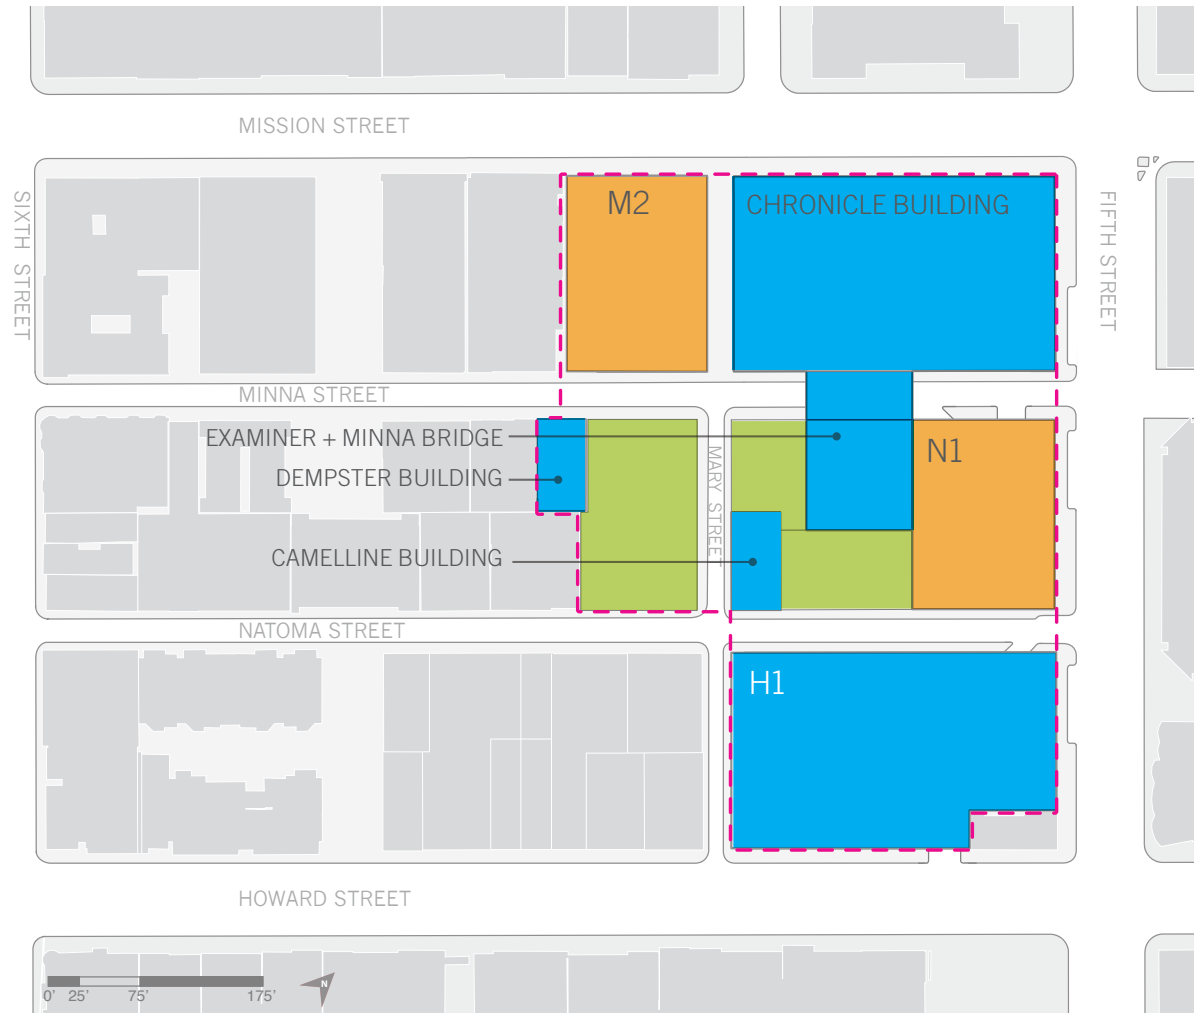 MISSION STREET
SIXTH STREET
M2
CHRONICLE BUILDING
FIFTH STREET
MINNA STREET
EXAMINER + MINNA BRIDGE
DEMPSTER BUILDING
MARY STREET
N1
CAMELLINE BUILDING
NATOMA STREET
H1
HOWARD STREET
0' 25' 75' 175'
N